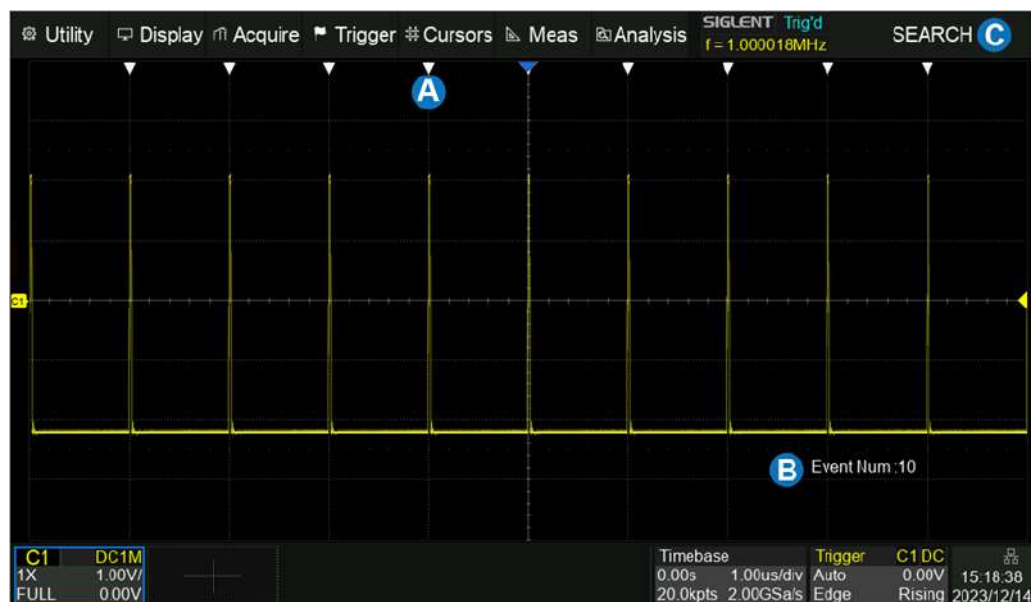 Utility Display Acquire Trigger Cursors Meas Analysis SIGLENT Trig'd SEARCH C
f = 1.000018MHz
A
C1
B Event Num :10
C1 DC1M
1X 1.00V/
FULL 0.00V
Timebase
0.00s 1.00us/div
20.0kpts 2.00GSa/s
Trigger C1 DC
Auto 0.00V
Edge Rising
15:18:38
2023/12/14